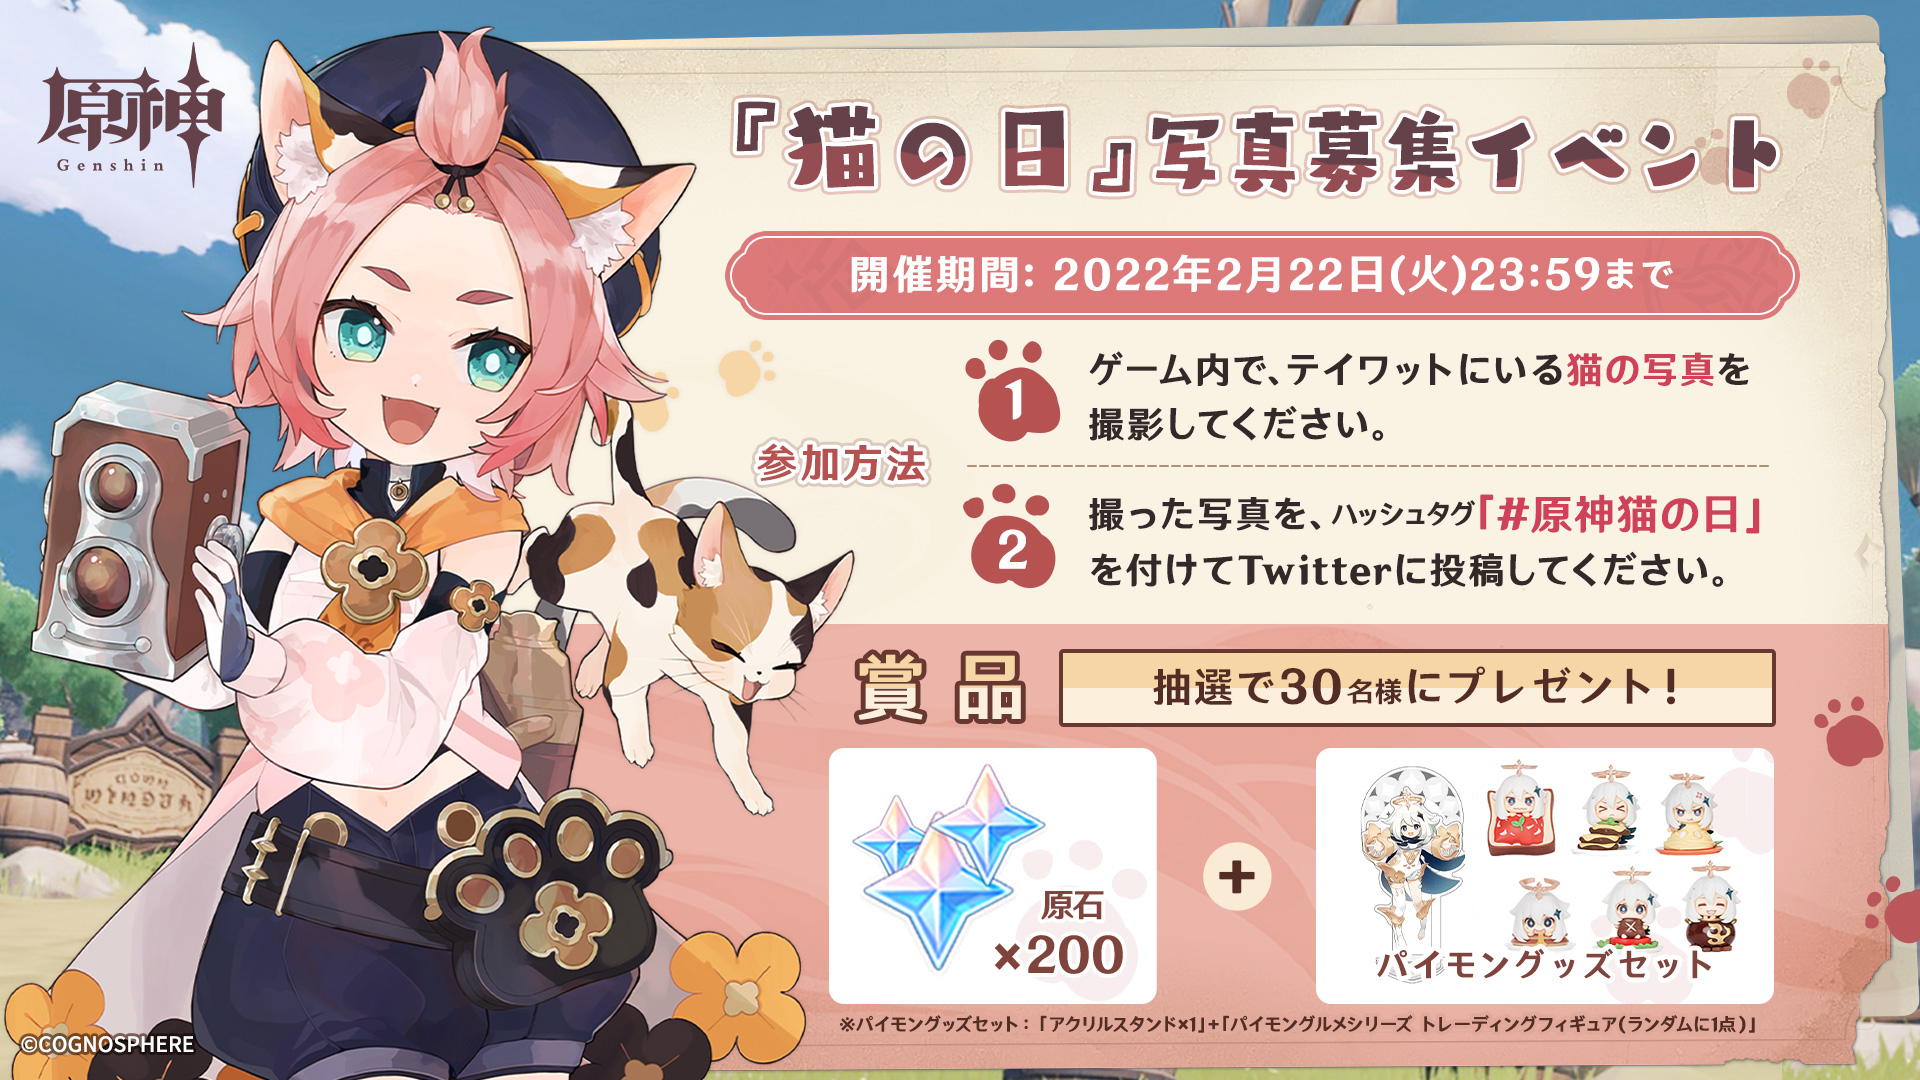 原神
Genshin
『猫の日』写真募集イベント
開催期間: 2022年2月22日(火)23:59まで
参加方法
1
ゲーム内で、テイワットにいる猫の写真を
撮影してください。
2
撮った写真を、ハッシュタグ「#原神猫の日」
を付けてTwitterに投稿してください。
賞品
抽選で30名様にプレゼント!
原石
×200
+
パイモングッズセット
※パイモングッズセット:「アクリルスタンド×1」+「パイモングルメシリーズ トレーディングフィギュア(ランダムに1点)」
©COGNOSPHERE